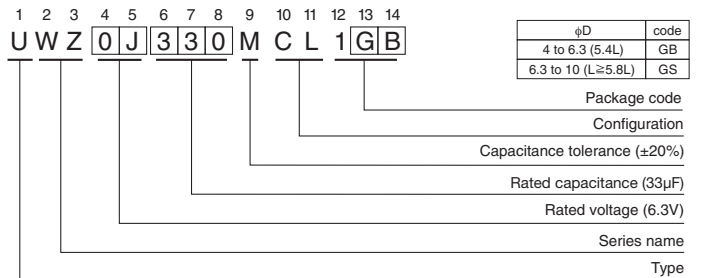 1 2 3 4 5 6 7 8 9 10 11 12 13 14
U W Z 0 J 3 3 0 M C L 1 G B
φD code
4 to 6.3 (5.4L) GB
6.3 to 10 (L≧5.8L) GS
Package code
Configuration
Capacitance tolerance (±20%)
Rated capacitance (33µF)
Rated voltage (6.3V)
Series name
Type